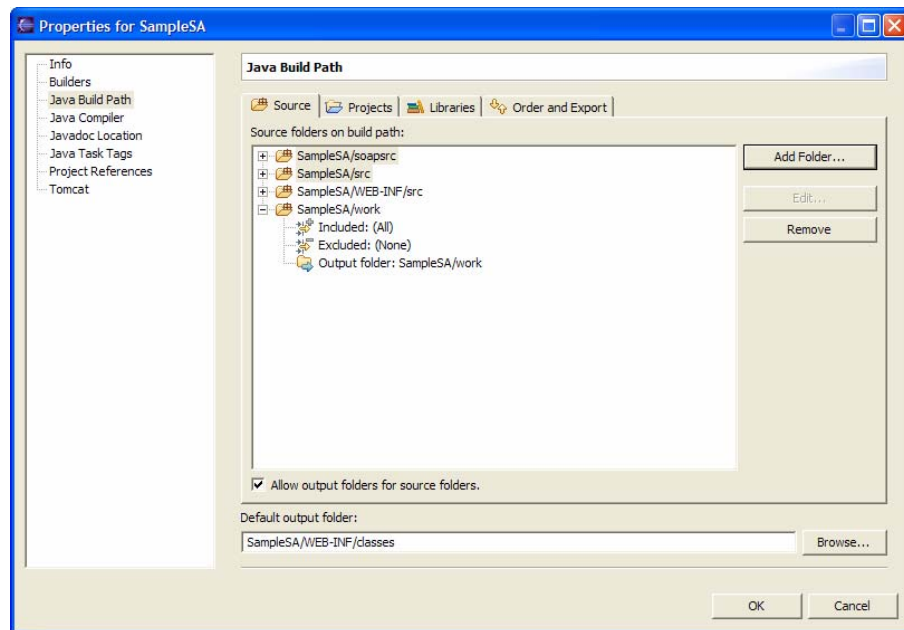 Properties for SampleSA
Info
Builders
Java Build Path
Java Compiler
Javadoc Location
Java Task Tags
Project References
Tomcat
Java Build Path
Source
Projects
Libraries
Order and Export
Source folders on build path:
SampleSA/soapsrc
SampleSA/src
SampleSA/WEB-INF/src
SampleSA/work
Included: (All)
Excluded: (None)
Output folder: SampleSA/work
Add Folder...
Edit...
Remove
Allow output folders for source folders.
Default output folder:
SampleSA/WEB-INF/classes
Browse...
OK
Cancel